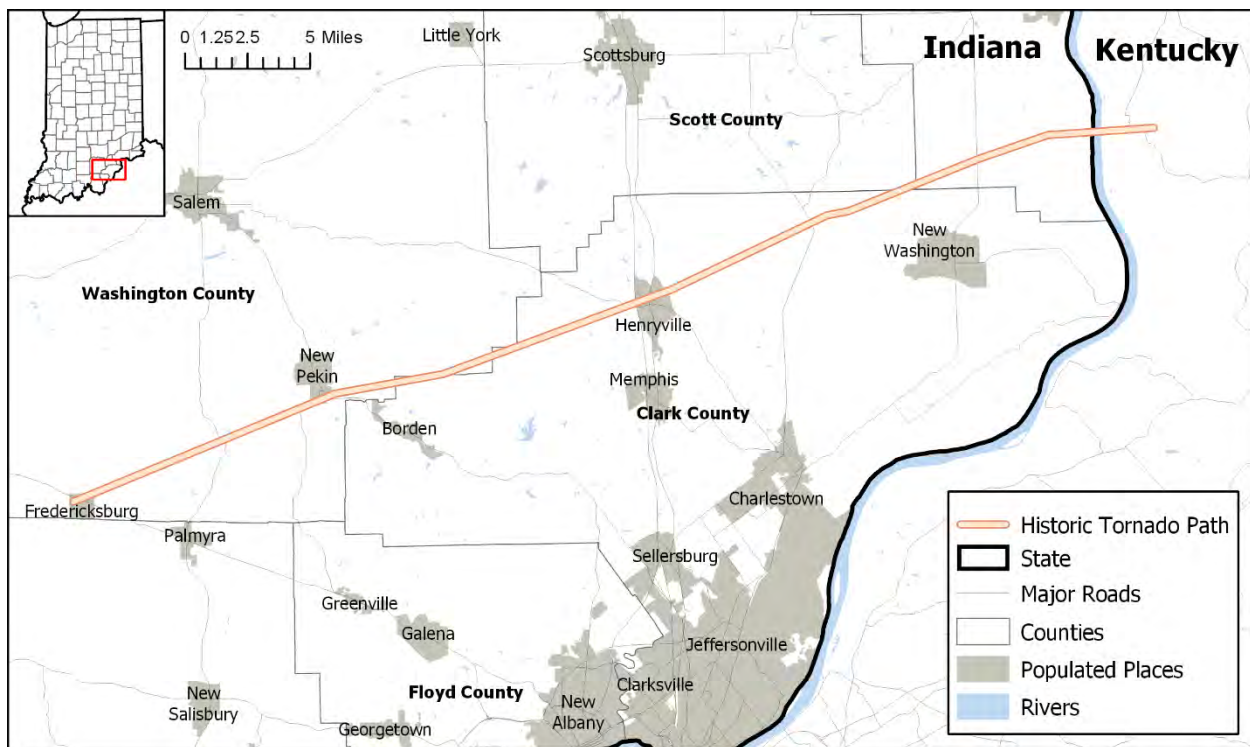 0 1.25 2.5 5 Miles
Little York
Scottsburg
Indiana
Kentucky
Scott County
Salem
New
Washington
Washington County
Henryville
New
Pekin
Memphis
Clark County
Borden
Charlestown
Fredericksburg
Palmyra
Sellersburg
Greenville
Galena
Jeffersonville
Floyd County
Clarksville
New
Salisbury
New
Albany
Georgetown
Historic Tornado Path
State
Major Roads
Counties
Populated Places
Rivers